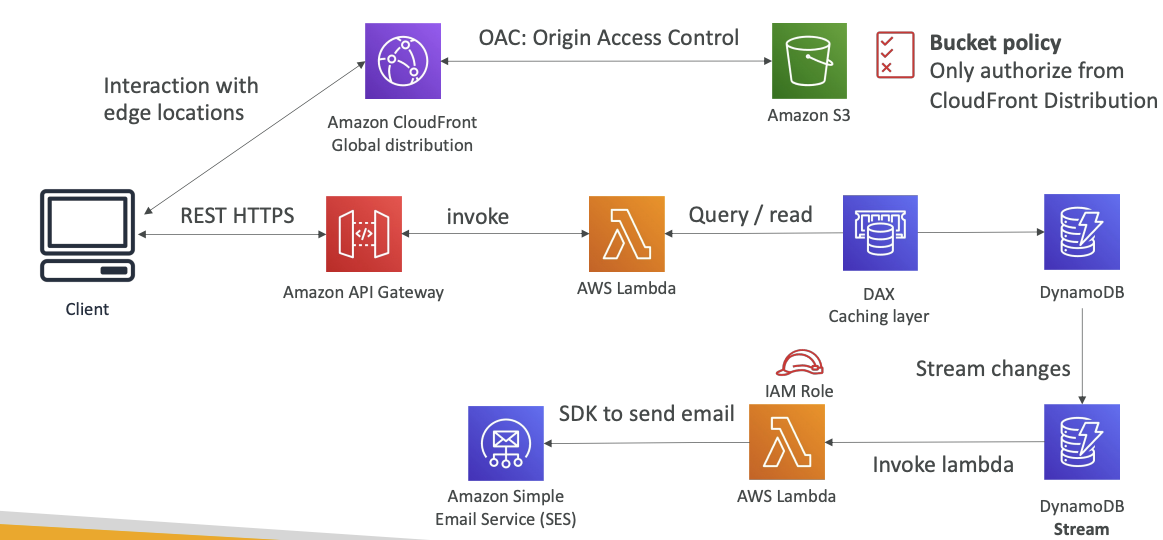 OAC: Origin Access Control
Bucket policy
Only authorize from
CloudFront Distribution
Interaction with
edge locations
Amazon CloudFront
Global distribution
Amazon S3
REST HTTPS
invoke
Query / read
</>
Client
Amazon API Gateway
AWS Lambda
DAX
Caching layer
DynamoDB
Stream changes
IAM Role
SDK to send email
Invoke lambda
Amazon Simple
Email Service (SES)
AWS Lambda
DynamoDB
Stream